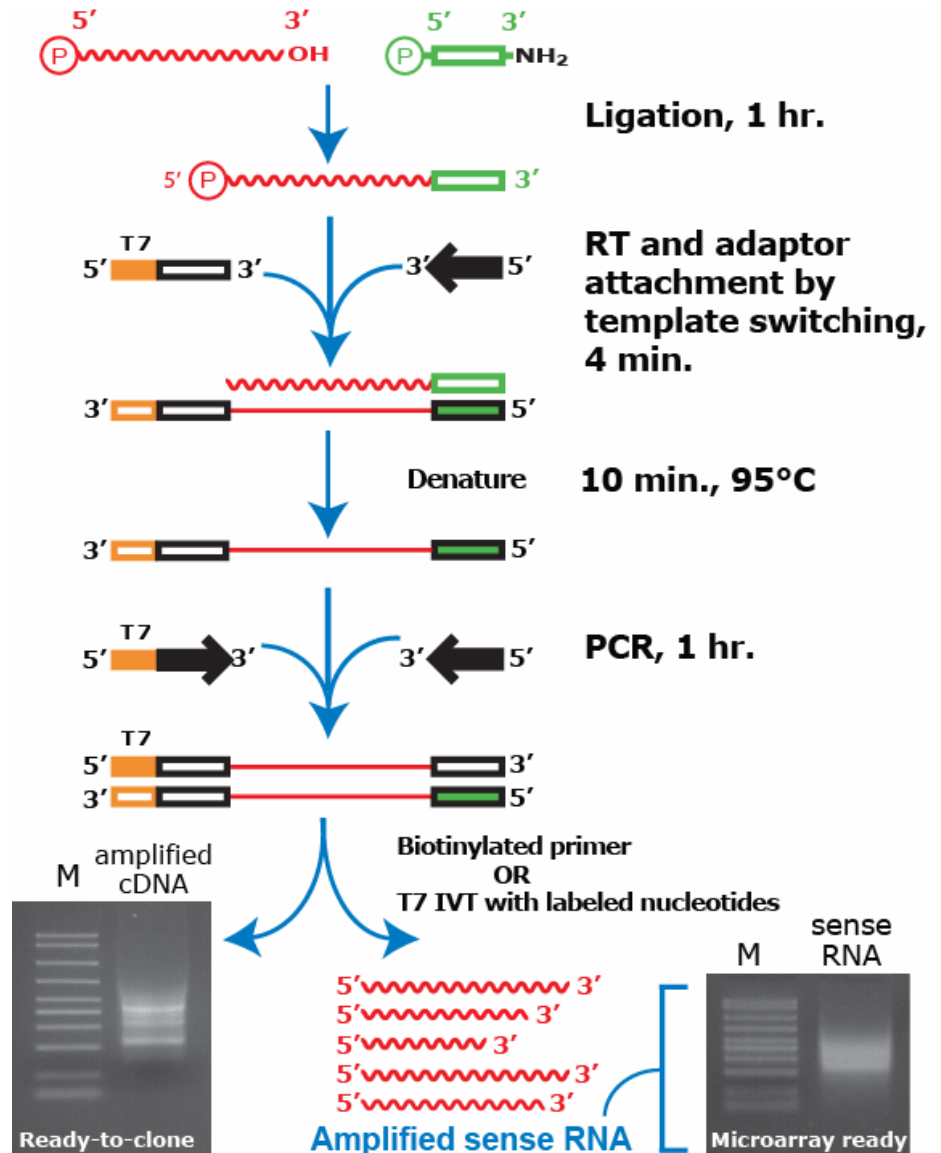 5′ 3′ 5′ 3′
P OH P NH₂
Ligation, 1 hr.
5′ P 3′
T7
5′ 3′ 3′ 5′
RT and adaptor
attachment by
template switching,
4 min.
3′ 5′
Denature 10 min., 95°C
3′ 5′
T7
5′ 3′ 3′ 5′
PCR, 1 hr.
T7
5′ 3′
3′ 5′
Biotinylated primer
OR
T7 IVT with labeled nucleotides
M amplified
cDNA
Ready-to-clone
5′ 3′
5′ 3′
5′ 3′
5′ 3′
5′ 3′
Amplified sense RNA
M sense
RNA
Microarray ready